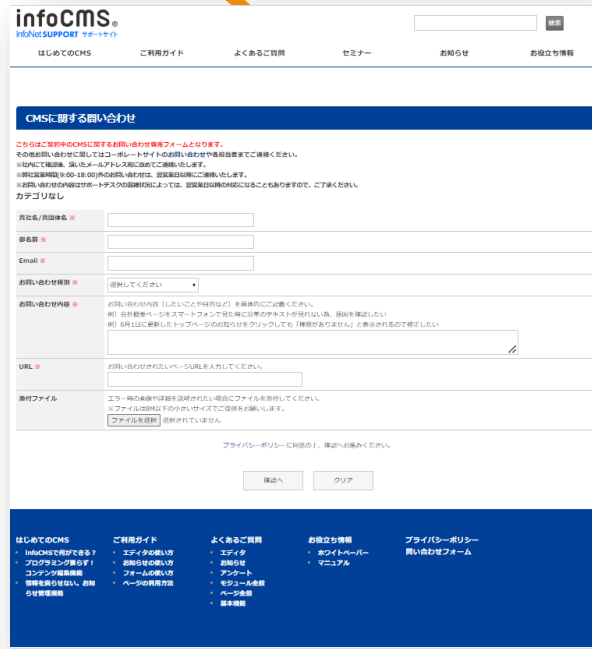 infoCMS®
infoNet SUPPORT サポートサイト
検索
はじめてのCMS ご利用ガイド よくあるご質問 セミナー お知らせ お役立ち情報
CMSに関する問い合わせ
こちらはご契約中のCMSに関するお問い合わせ専用フォームとなります。
その他お問い合わせに関してはコーポレートサイトのお問い合わせや各担当者までご連絡ください。
※社内にて確認後、頂いたメールアドレス宛に改めてご連絡いたします。
※弊社営業時間(9:00-18:00)外のお問い合わせは、翌営業日以降にご連絡いたします。
※お問い合わせの内容はサポートデスクの混雑状況によっては、翌営業日以降の対応になることもありますので、ご了承ください。
カテゴリなし
貴社名/貴団体名 ※
御名前 ※
Email ※
お問い合わせ種別 ※ 選択してください
お問い合わせ内容 ※ お問い合わせ内容（したいことや目的など）を具体的にご記載ください。
例）会社概要ページをスマートフォンで見た時に沿革のテキストが見れない為、原因を確認したい
例）6月1日に更新したトップページのお知らせをクリックしても「権限がありません」と表示されるので修正したい
URL ※ お問い合わせされたいページURLを入力してください。
添付ファイル エラー時の画像や詳細を説明されたい場合にファイルを添付してください。
※ファイルは8M以下の小さいサイズでご提供をお願いします。
ファイルを選択 選択されていません
プライバシーポリシーに同意の上、確認へお進みください。
確認へ クリア
はじめてのCMS
・ infoCMSで何ができる？
・ プログラミング要らず！コンテンツ編集機能
・ 情報を漏らせない。お知らせ管理機能
ご利用ガイド
・ エディタの使い方
・ お知らせの使い方
・ フォームの使い方
・ ページの利用方法
よくあるご質問
・ エディタ
・ お知らせ
・ アンケート
・ モジュール全般
・ ページ全般
・ 基本機能
お役立ち情報
・ ホワイトペーパー
・ マニュアル
プライバシーポリシー
問い合わせフォーム